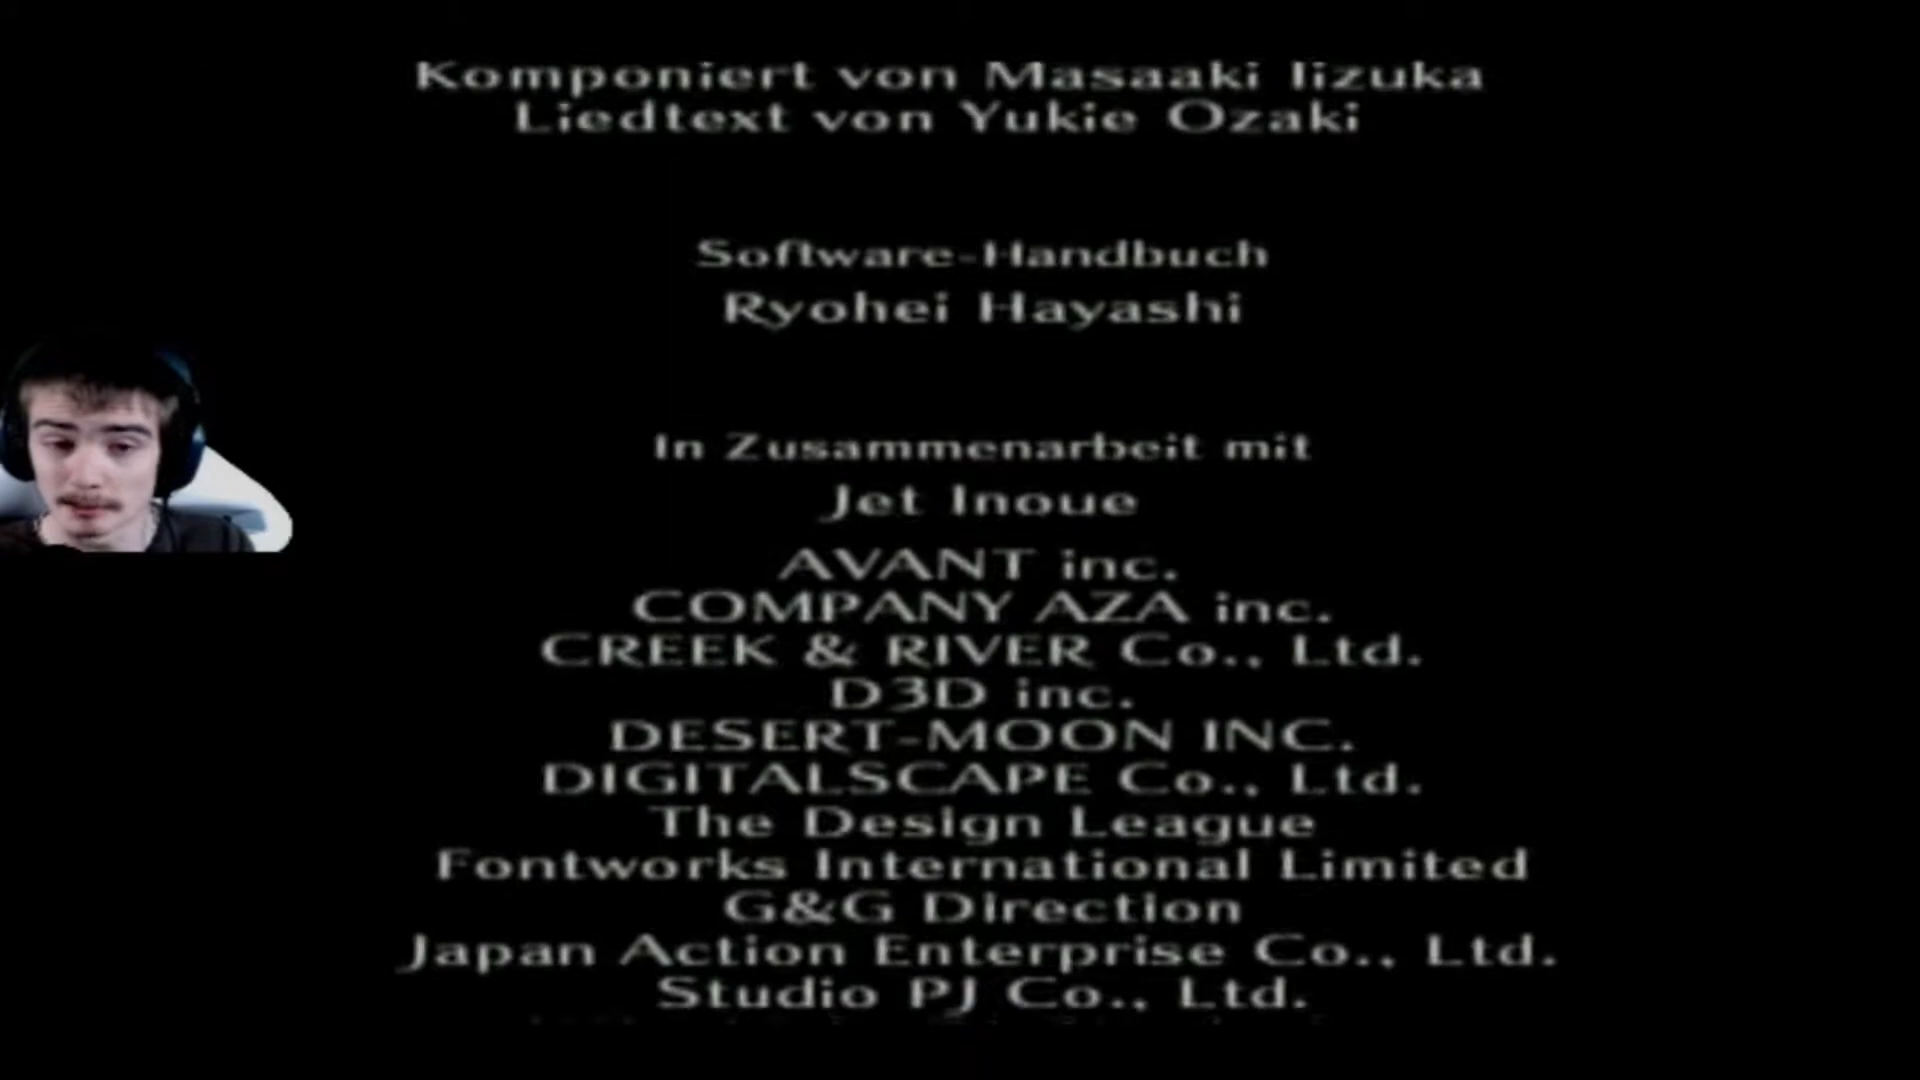 Komponiert von Masaaki Iizuka
Liedtext von Yukie Ozaki
Software-Handbuch
Ryohei Hayashi
In Zusammenarbeit mit
Jet Inoue
AVANT inc.
COMPANY AZA inc.
CREEK & RIVER Co., Ltd.
D3D inc.
DESERT-MOON INC.
DIGITALSCAPE Co., Ltd.
The Design League
Fontworks International Limited
G&G Direction
Japan Action Enterprise Co., Ltd.
Studio PJ Co., Ltd.